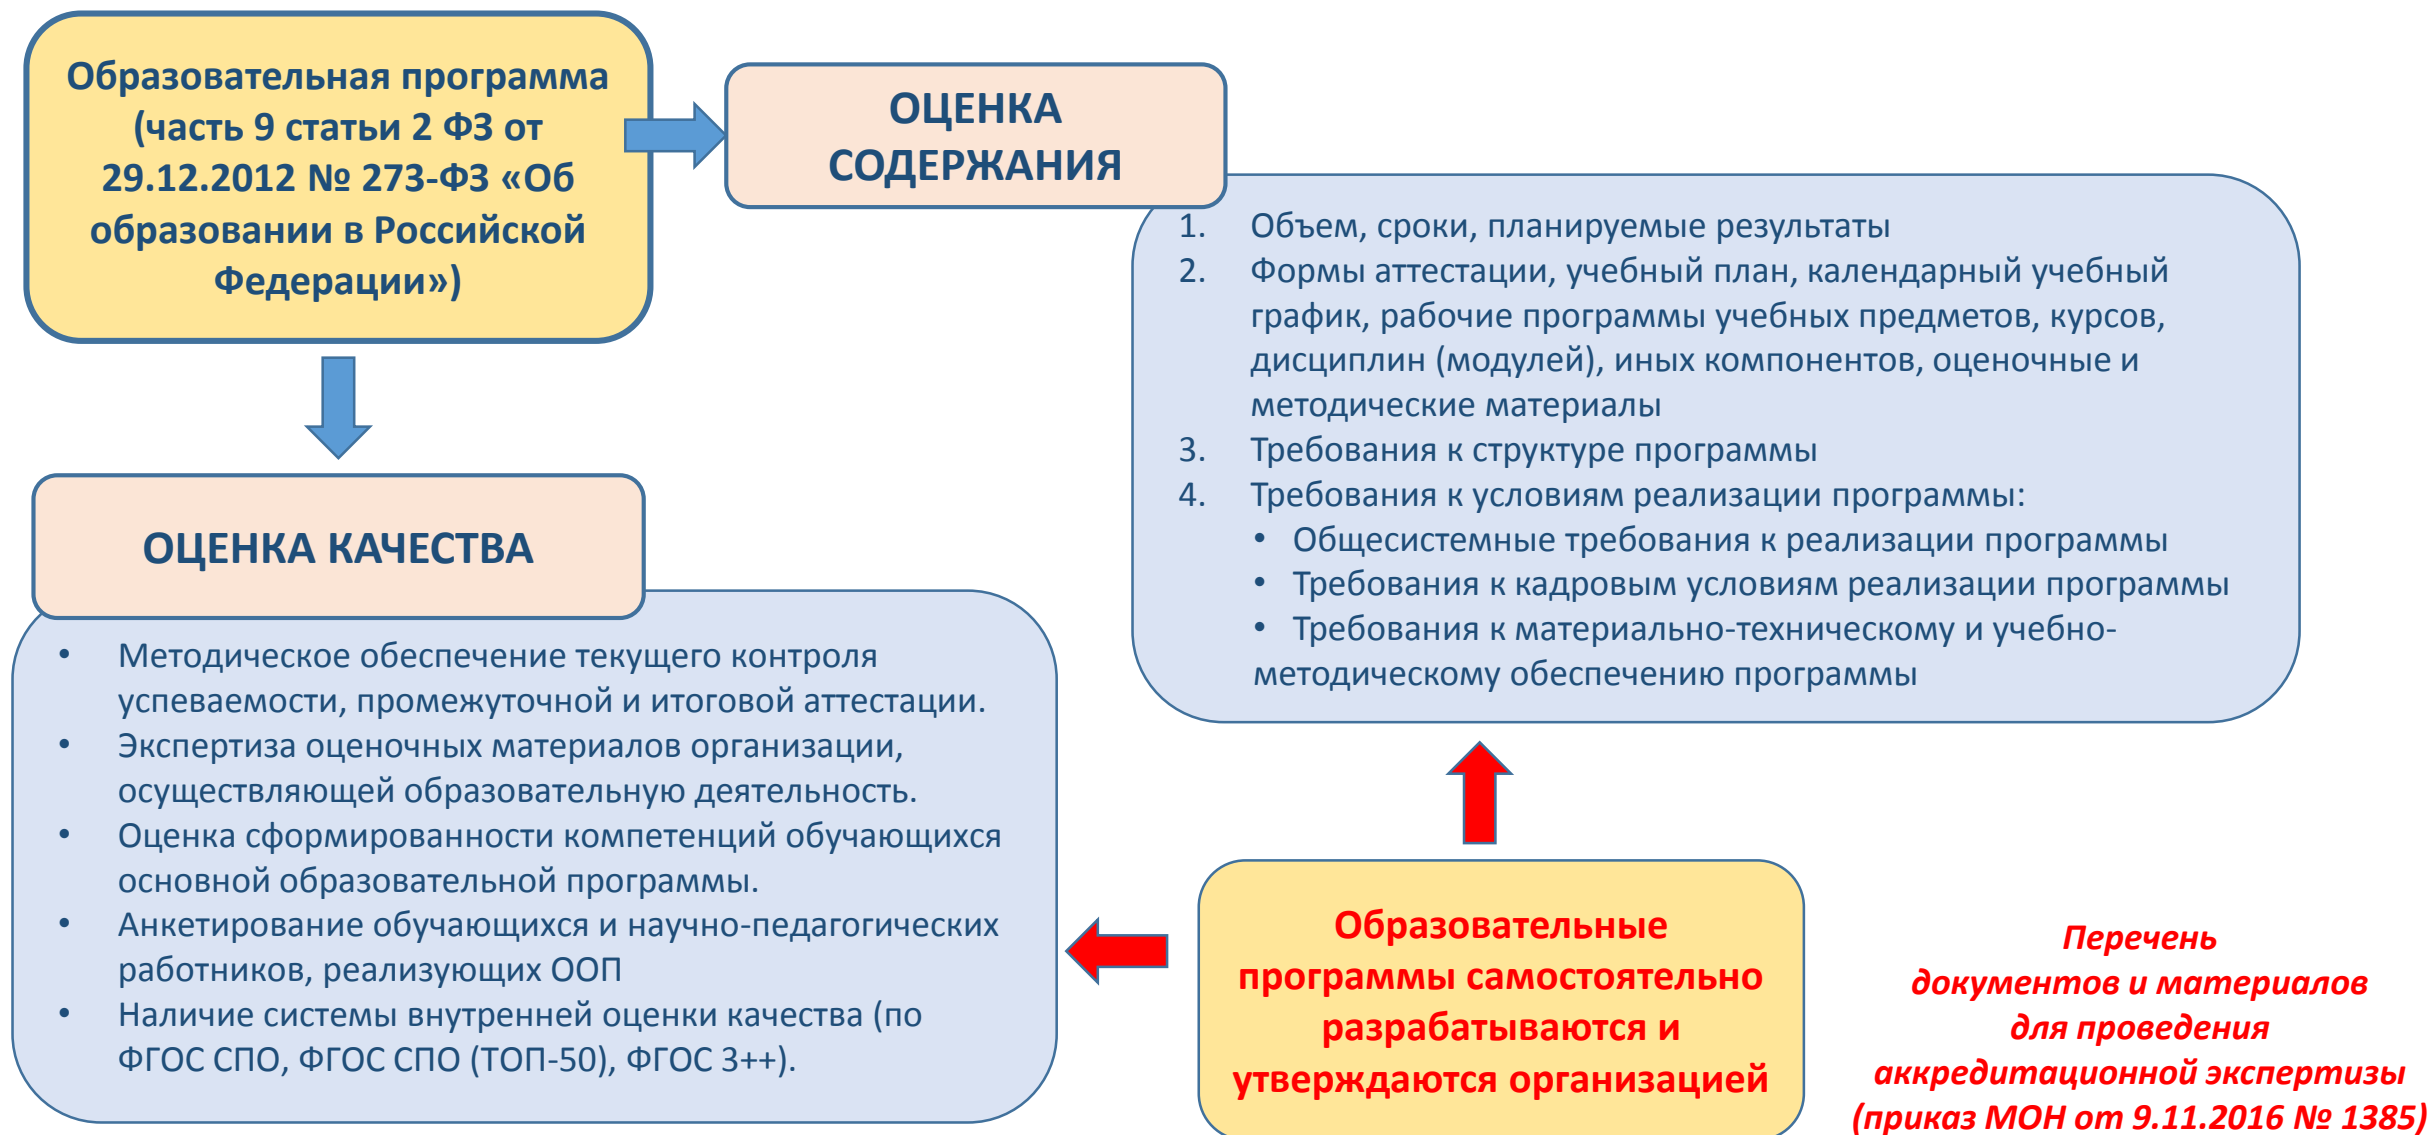 Образовательная программа
(часть 9 статьи 2 ФЗ от
29.12.2012 № 273-ФЗ «Об
образовании в Российской
Федерации»)
ОЦЕНКА
СОДЕРЖАНИЯ
1. Объем, сроки, планируемые результаты
2. Формы аттестации, учебный план, календарный учебный
график, рабочие программы учебных предметов, курсов,
дисциплин (модулей), иных компонентов, оценочные и
методические материалы
3. Требования к структуре программы
4. Требования к условиям реализации программы:
• Общесистемные требования к реализации программы
• Требования к кадровым условиям реализации программы
• Требования к материально-техническому и учебно-
методическому обеспечению программы
ОЦЕНКА КАЧЕСТВА
• Методическое обеспечение текущего контроля
успеваемости, промежуточной и итоговой аттестации.
• Экспертиза оценочных материалов организации,
осуществляющей образовательную деятельность.
• Оценка сформированности компетенций обучающихся
основной образовательной программы.
• Анкетирование обучающихся и научно-педагогических
работников, реализующих ООП
• Наличие системы внутренней оценки качества (по
ФГОС СПО, ФГОС СПО (ТОП-50), ФГОС 3++).
Образовательные
программы самостоятельно
разрабатываются и
утверждаются организацией
Перечень
документов и материалов
для проведения
аккредитационной экспертизы
(приказ МОН от 9.11.2016 № 1385)